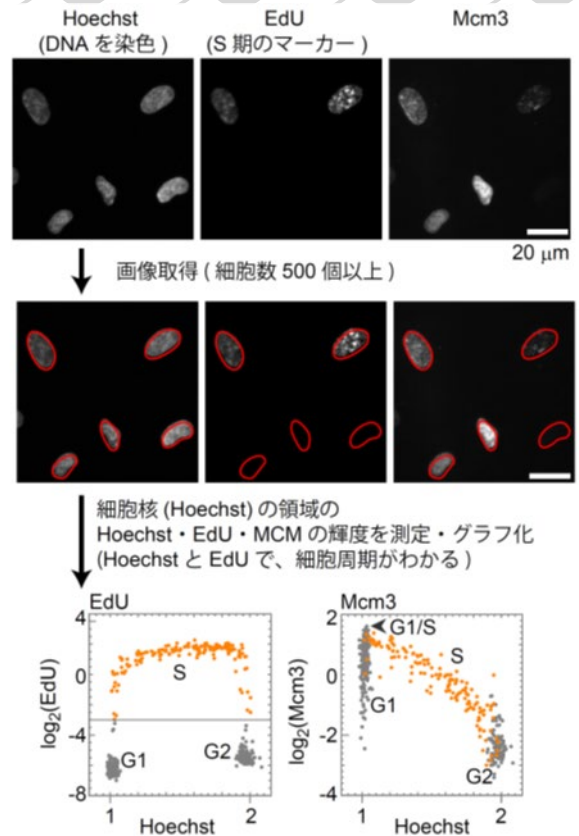 Hoechst
(DNA を染色)
EdU
(S 期のマーカー)
Mcm3
20 μm
画像取得 ( 細胞数 500 個以上 )
細胞核 (Hoechst) の領域の
Hoechst・EdU・MCM の輝度を測定・グラフ化
(Hoechst と EdU で、細胞周期がわかる )
EdU
log2(EdU)
4
0
-4
-8
S
G1
G2
1
2
Hoechst
Mcm3
log2(Mcm3)
2
0
-2
-4
G1/S
S
G1
G2
1
2
Hoechst